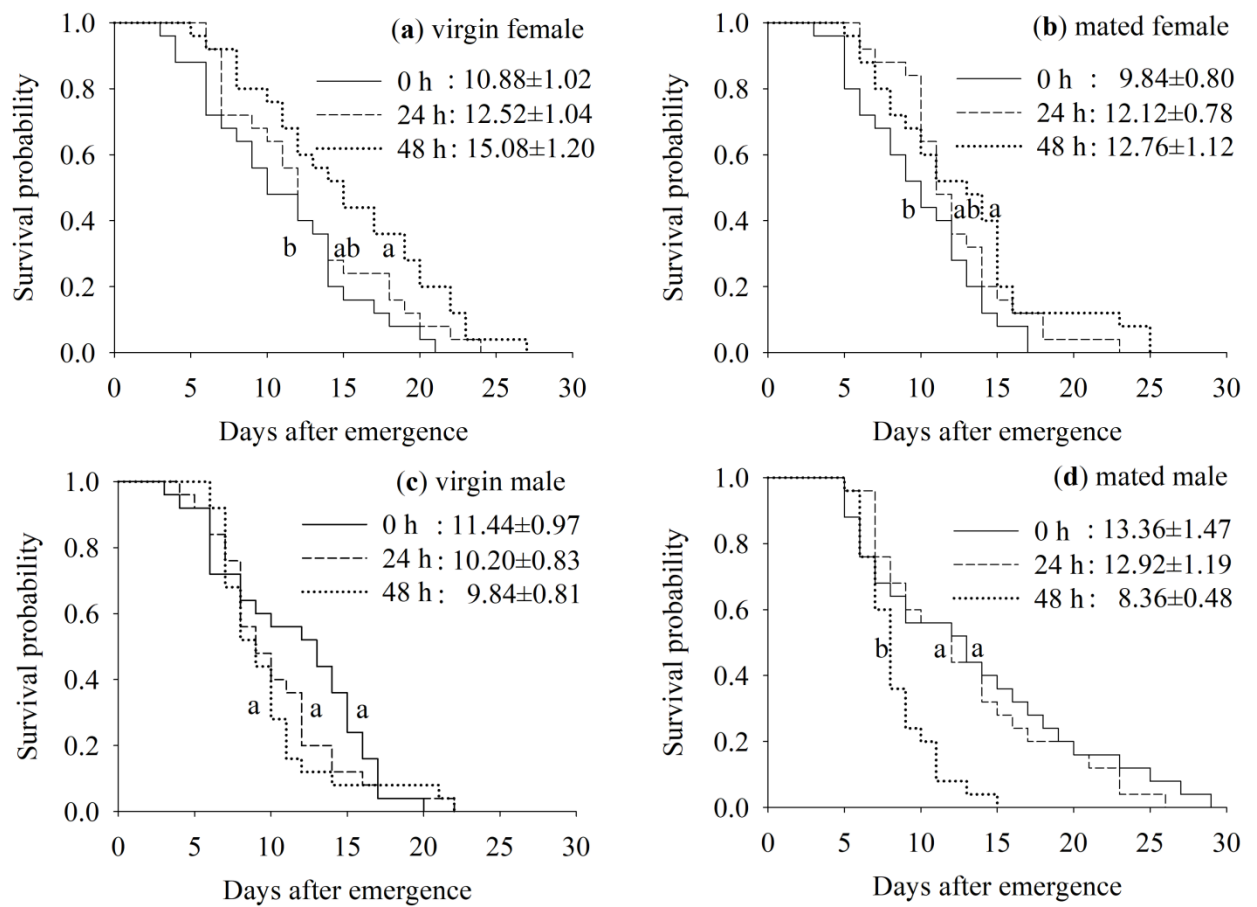 (a) virgin female
0 h : 10.88±1.02
24 h : 12.52±1.04
48 h : 15.08±1.20
1.0
0.8
0.6
0.4
0.2
0.0
Survival probability
b ab a
0 5 10 15 20 25 30
Days after emergence
(b) mated female
0 h : 9.84±0.80
24 h : 12.12±0.78
48 h : 12.76±1.12
1.0
0.8
0.6
0.4
0.2
0.0
Survival probability
b ab a
0 5 10 15 20 25 30
Days after emergence
(c) virgin male
0 h : 11.44±0.97
24 h : 10.20±0.83
48 h : 9.84±0.81
1.0
0.8
0.6
0.4
0.2
0.0
Survival probability
a a a
0 5 10 15 20 25 30
Days after emergence
(d) mated male
0 h : 13.36±1.47
24 h : 12.92±1.19
48 h : 8.36±0.48
1.0
0.8
0.6
0.4
0.2
0.0
Survival probability
b a a
0 5 10 15 20 25 30
Days after emergence